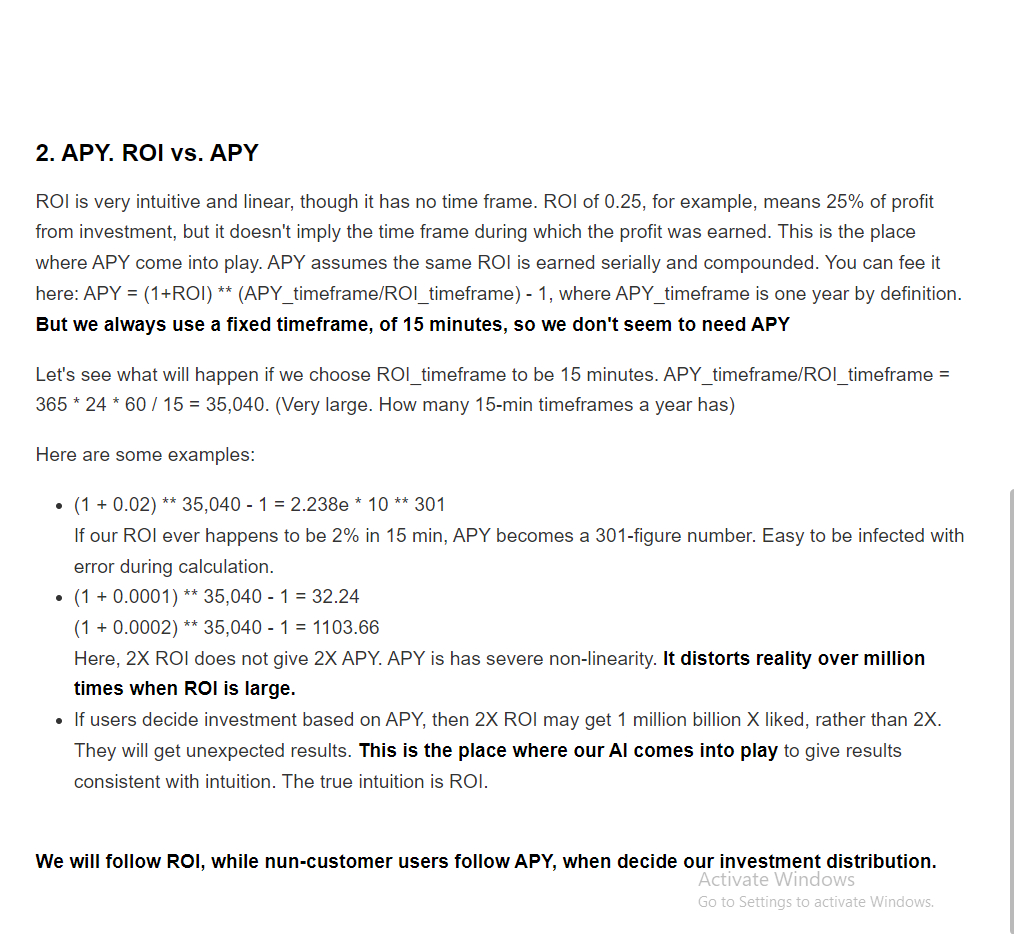 2. APY. ROI vs. APY
ROI is very intuitive and linear, though it has no time frame. ROI of 0.25, for example, means 25% of profit
from investment, but it doesn't imply the time frame during which the profit was earned. This is the place
where APY come into play. APY assumes the same ROI is earned serially and compounded. You can fee it
here: APY = (1+ROI) ** (APY_timeframe/ROI_timeframe) - 1, where APY_timeframe is one year by definition.
But we always use a fixed timeframe, of 15 minutes, so we don't seem to need APY
Let's see what will happen if we choose ROI_timeframe to be 15 minutes. APY_timeframe/ROI_timeframe =
365 * 24 * 60 / 15 = 35,040. (Very large. How many 15-min timeframes a year has)
Here are some examples:
• (1 + 0.02) ** 35,040 - 1 = 2.238e * 10 ** 301
If our ROI ever happens to be 2% in 15 min, APY becomes a 301-figure number. Easy to be infected with
error during calculation.
• (1 + 0.0001) ** 35,040 - 1 = 32.24
(1 + 0.0002) ** 35,040 - 1 = 1103.66
Here, 2X ROI does not give 2X APY. APY is has severe non-linearity. It distorts reality over million
times when ROI is large.
• If users decide investment based on APY, then 2X ROI may get 1 million billion X liked, rather than 2X.
They will get unexpected results. This is the place where our AI comes into play to give results
consistent with intuition. The true intuition is ROI.
We will follow ROI, while nun-customer users follow APY, when decide our investment distribution.
Activate Windows
Go to Settings to activate Windows.